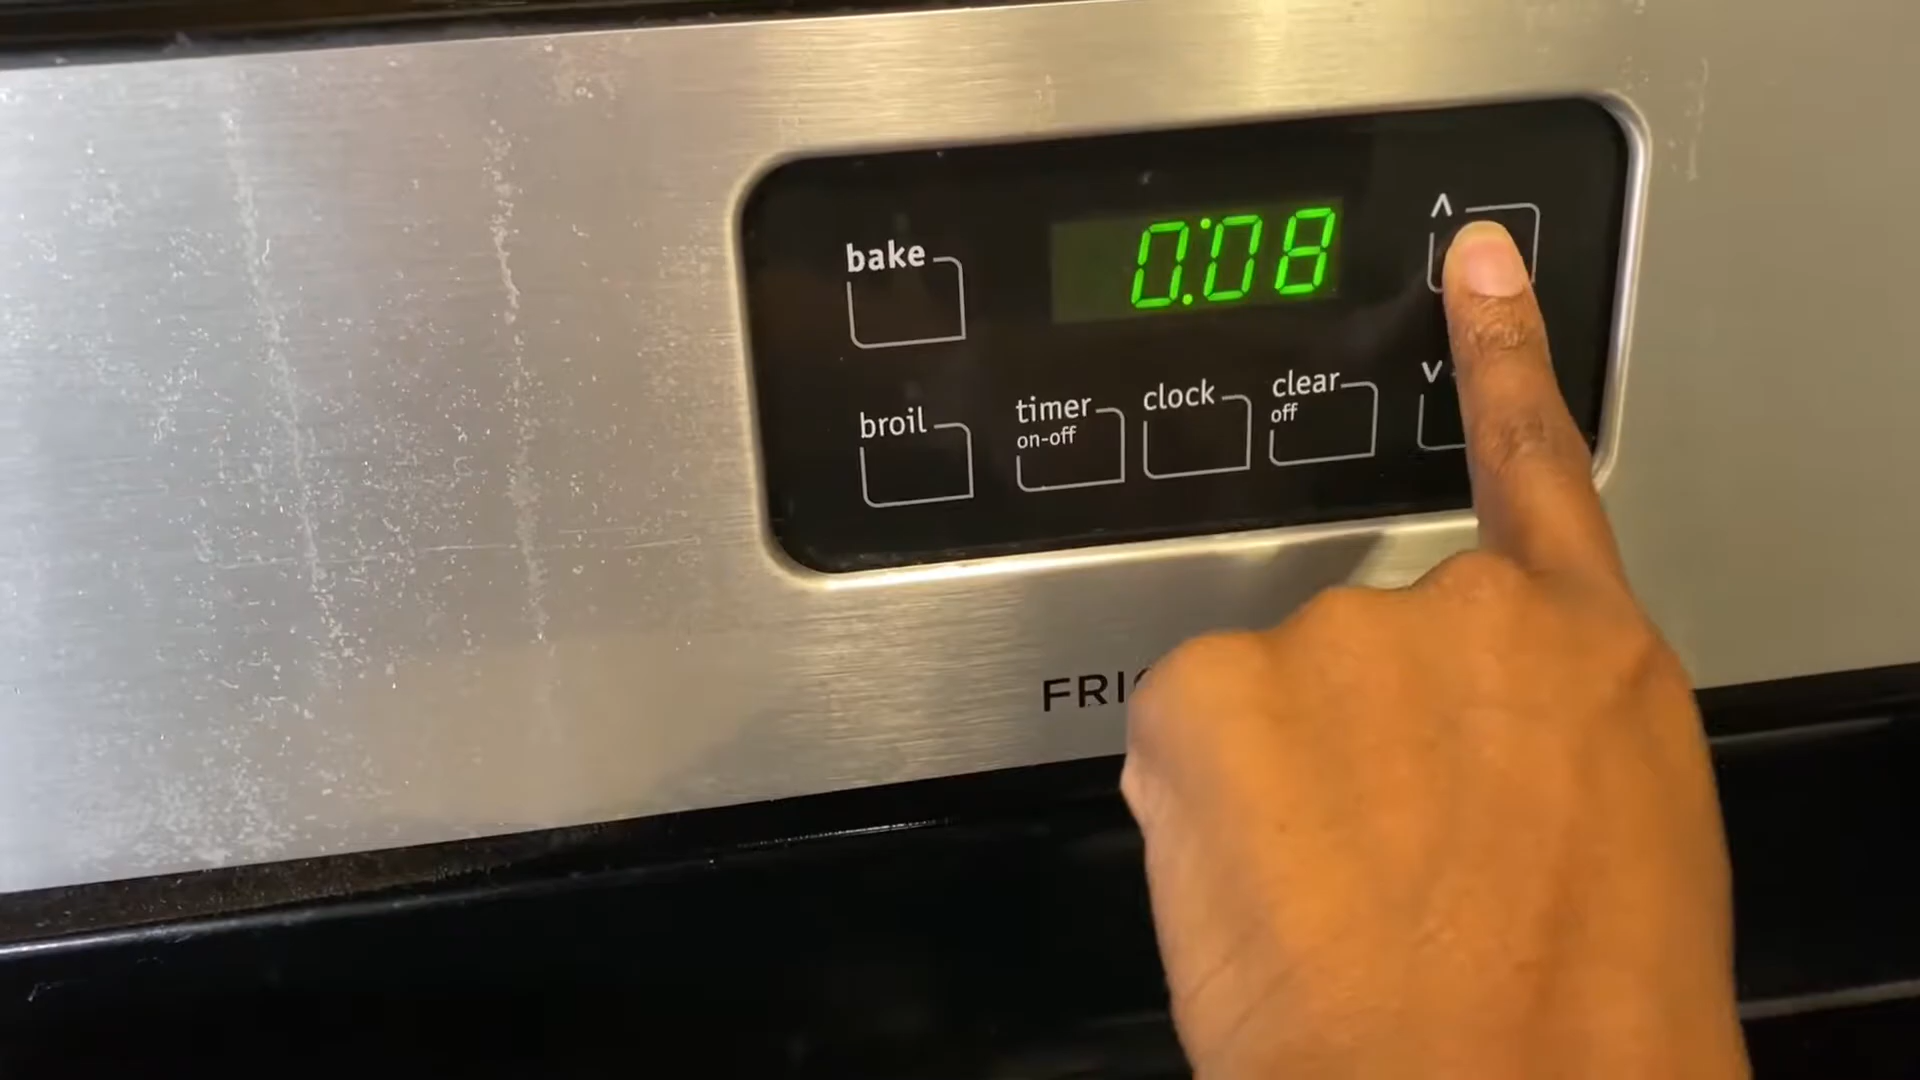 bake
0:08
^
broil
timer
on-off
clock
clear
off
v
FRI